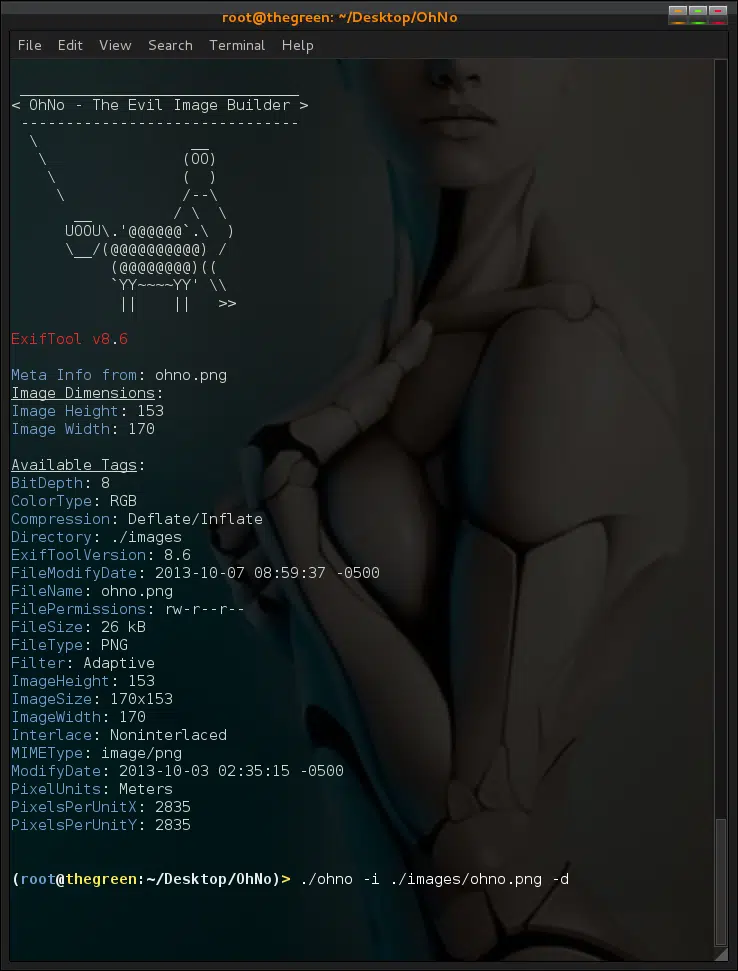 root@thegreen: ~/Desktop/OhNo
File Edit View Search Terminal Help
 _______________________________
< OhNo - The Evil Image Builder >
 -------------------------------
  \                 __
   \               (OO)
    \              (  )
     \             /--\
       __         / \  \
      UOOU\.'@@@@@@`.\  )
      \__/(@@@@@@@@@@) /
           (@@@@@@@@)((
           `YY~~~~YY' \\
            ||    ||   >>
ExifTool v8.6
Meta Info from: ohno.png
Image Dimensions:
Image Height: 153
Image Width: 170
Available Tags:
BitDepth: 8
ColorType: RGB
Compression: Deflate/Inflate
Directory: ./images
ExifToolVersion: 8.6
FileModifyDate: 2013-10-07 08:59:37 -0500
FileName: ohno.png
FilePermissions: rw-r--r--
FileSize: 26 kB
FileType: PNG
Filter: Adaptive
ImageHeight: 153
ImageSize: 170x153
ImageWidth: 170
Interlace: Noninterlaced
MIMEType: image/png
ModifyDate: 2013-10-03 02:35:15 -0500
PixelUnits: Meters
PixelsPerUnitX: 2835
PixelsPerUnitY: 2835
(root@thegreen:~/Desktop/OhNo)> ./ohno -i ./images/ohno.png -d